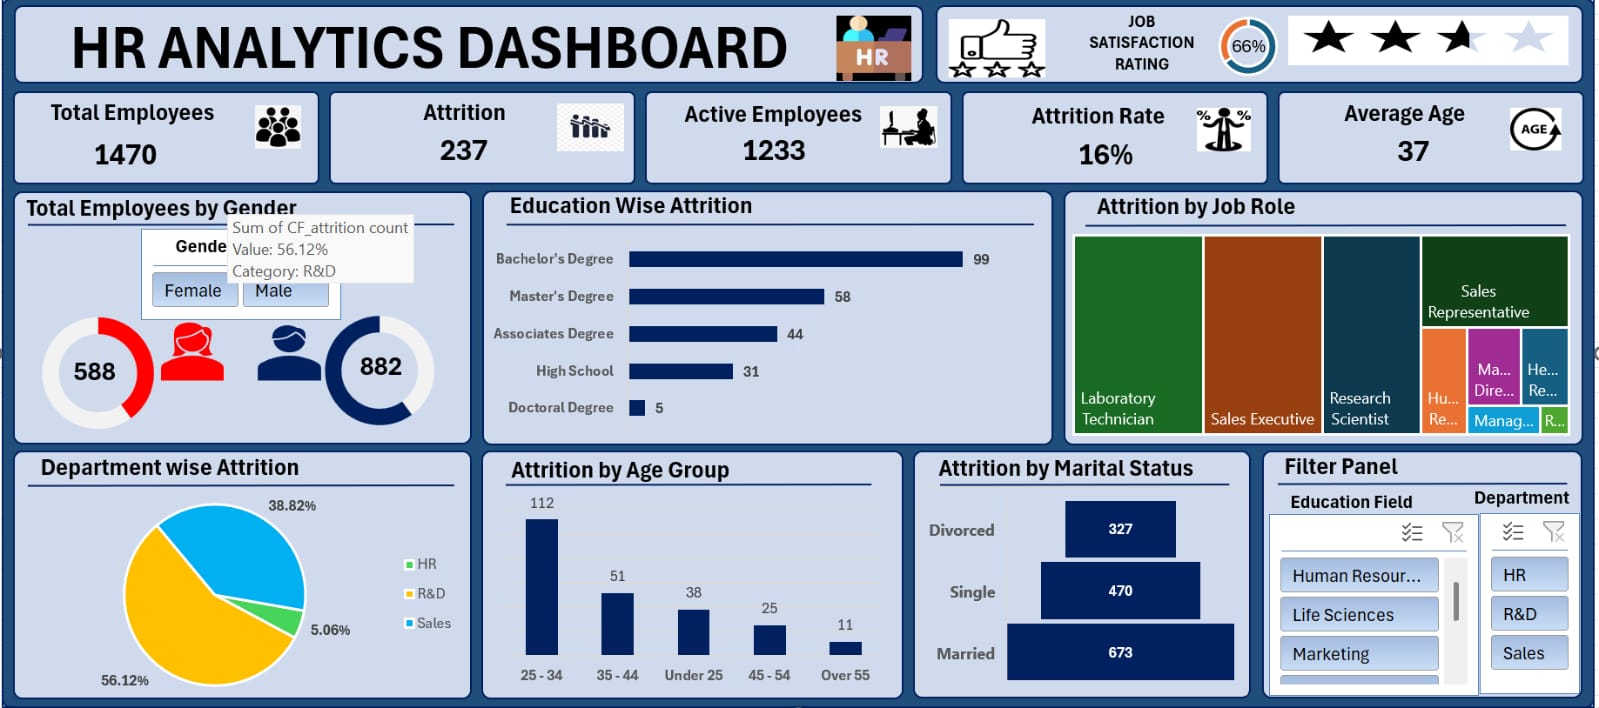 HR ANALYTICS DASHBOARD
HR
JOB
SATISFACTION
RATING
66%
Total Employees
1470
Attrition
237
Active Employees
1233
Attrition Rate
16%
% %
Average Age
37
AGE
Total Employees by Gender
Sum of CF_attrition count
Value: 56.12%
Category: R&D
Gende
Female
Male
588
882
Education Wise Attrition
Bachelor's Degree 99
Master's Degree 58
Associates Degree 44
High School 31
Doctoral Degree 5
Attrition by Job Role
Laboratory
Technician
Sales Executive
Research
Scientist
Sales
Representative
Hu...
Re...
Ma...
Dire...
He...
Re...
Manag...
R...
Department wise Attrition
38.82%
5.06%
56.12%
HR
R&D
Sales
Attrition by Age Group
112
51
38
25
11
25 - 34
35 - 44
Under 25
45 - 54
Over 55
Attrition by Marital Status
Divorced 327
Single 470
Married 673
Filter Panel
Education Field
Human Resour...
Life Sciences
Marketing
Department
HR
R&D
Sales